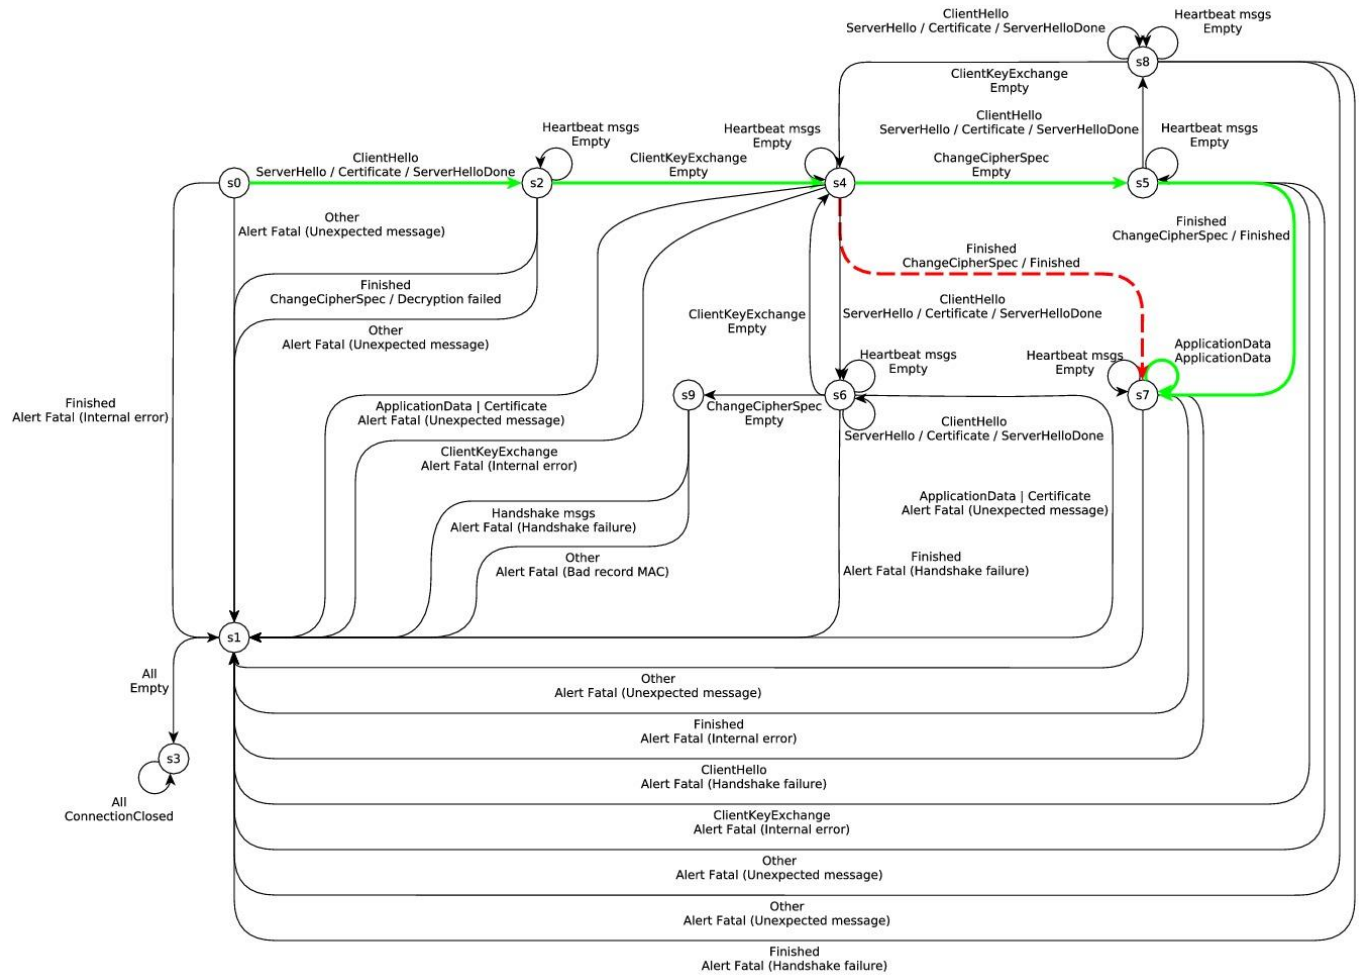 ClientHello
ServerHello / Certificate / ServerHelloDone
Heartbeat msgs
Empty
s8
ClientKeyExchange
Empty
ClientHello
ServerHello / Certificate / ServerHelloDone
Heartbeat msgs
Empty
Heartbeat msgs
Empty
Heartbeat msgs
Empty
ClientHello
ServerHello / Certificate / ServerHelloDone
ClientKeyExchange
Empty
ChangeCipherSpec
Empty
s0
s2
s4
s5
Other
Alert Fatal (Unexpected message)
Finished
ChangeCipherSpec / Finished
Finished
ChangeCipherSpec / Finished
Finished
ChangeCipherSpec / Decryption failed
ClientHello
ServerHello / Certificate / ServerHelloDone
ClientKeyExchange
Empty
Other
Alert Fatal (Unexpected message)
Heartbeat msgs
Empty
Heartbeat msgs
Empty
ApplicationData
ApplicationData
s9
s6
s7
Finished
Alert Fatal (Internal error)
ApplicationData | Certificate
Alert Fatal (Unexpected message)
ChangeCipherSpec
Empty
ClientHello
ServerHello / Certificate / ServerHelloDone
ClientKeyExchange
Alert Fatal (Internal error)
ApplicationData | Certificate
Alert Fatal (Unexpected message)
Handshake msgs
Alert Fatal (Handshake failure)
Other
Alert Fatal (Bad record MAC)
Finished
Alert Fatal (Handshake failure)
s1
All
Empty
Other
Alert Fatal (Unexpected message)
Finished
Alert Fatal (Internal error)
s3
ClientHello
Alert Fatal (Handshake failure)
All
ConnectionClosed
ClientKeyExchange
Alert Fatal (Internal error)
Other
Alert Fatal (Unexpected message)
Other
Alert Fatal (Unexpected message)
Finished
Alert Fatal (Handshake failure)